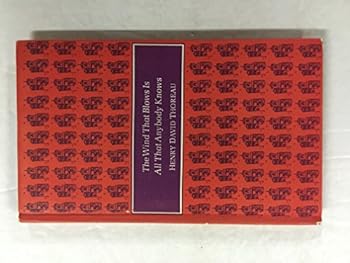 The Wind That Blows Is
All That Anybody Knows
HENRY DAVID THOREAU